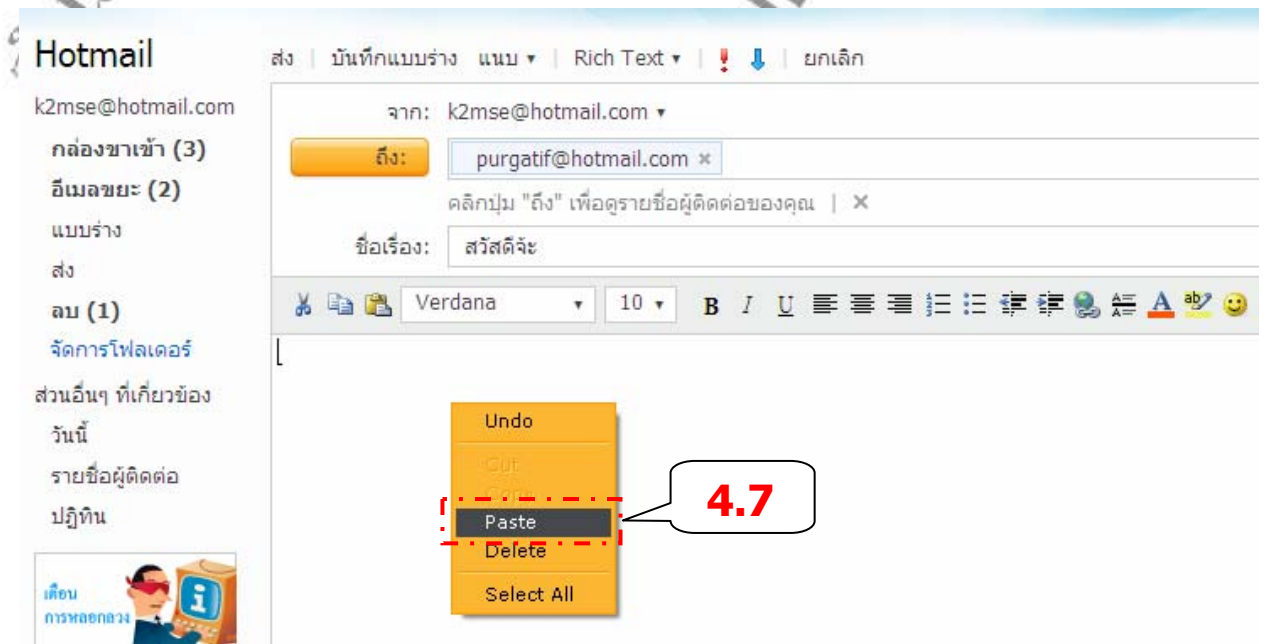 Hotmail
ส่ง | บันทึกแบบร่าง แนบ ▾ | Rich Text ▾ | ยกเลิก
k2mse@hotmail.com
กล่องขาเข้า (3)
อีเมลขยะ (2)
แบบร่าง
ส่ง
ลบ (1)
จัดการโฟลเดอร์
ส่วนอื่นๆ ที่เกี่ยวข้อง
วันนี้
รายชื่อผู้ติดต่อ
ปฏิทิน
เตือน
การหลอกลวง
จาก: k2mse@hotmail.com ▾
ถึง: purgatif@hotmail.com ×
คลิกปุ่ม "ถึง" เพื่อดูรายชื่อผู้ติดต่อของคุณ | ×
ชื่อเรื่อง: สวัสดีจ้ะ
Verdana ▾ 10 ▾ B I U
Undo
Cut
Copy
Paste
Delete
Select All
4.7